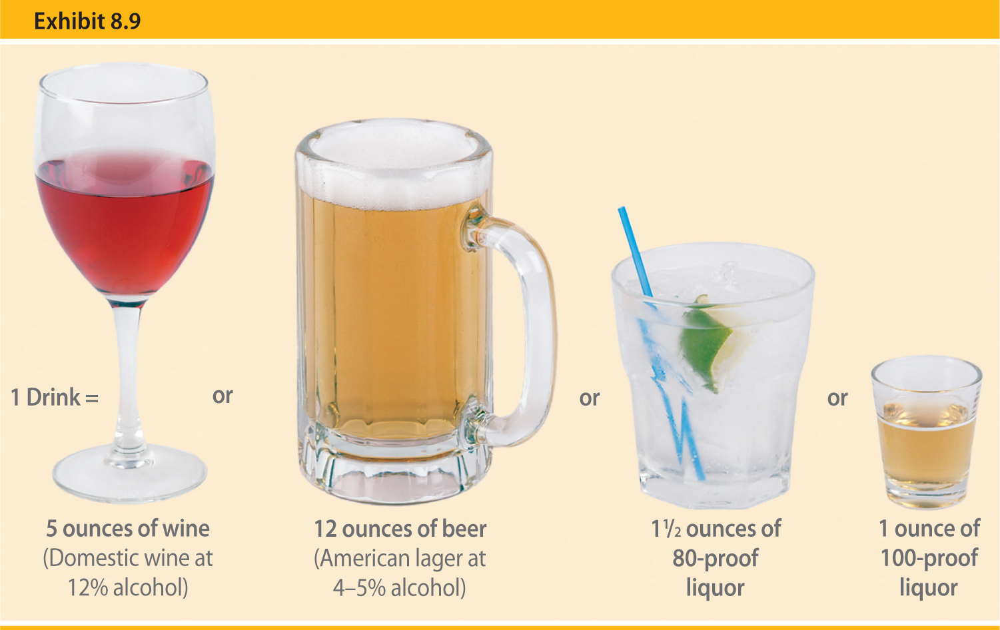 Exhibit 8.9
1 Drink =
or
or
or
5 ounces of wine
(Domestic wine at
12% alcohol)
12 ounces of beer
(American lager at
4–5% alcohol)
1½ ounces of
80-proof
liquor
1 ounce of
100-proof
liquor